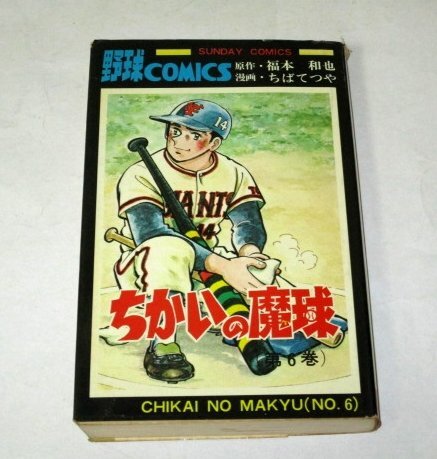 SUNDAY COMICS
野球COMICS
原作・福本 和也
漫画・ちばてつや
14
GIANTS
14
ちかいの魔球
(第6巻)
CHIKAI NO MAKYU(NO. 6)